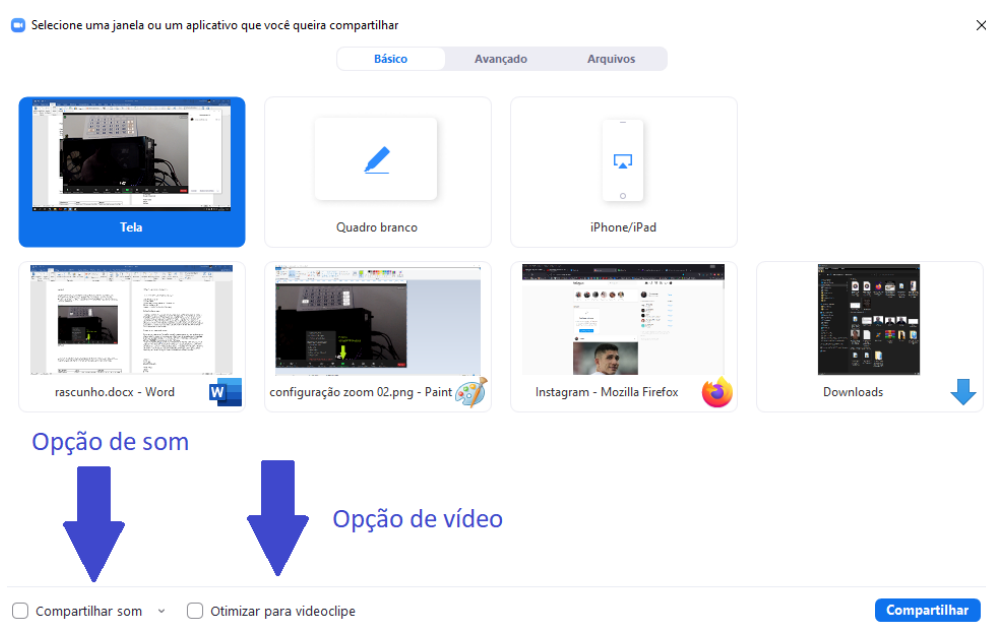 Selecione uma janela ou um aplicativo que você queira compartilhar
Básico Avançado Arquivos
Tela Quadro branco iPhone/iPad
rascunho.docx - Word configuração zoom 02.png - Paint Instagram - Mozilla Firefox Downloads
Opção de som
Opção de vídeo
Compartilhar som Otimizar para videoclipe Compartilhar